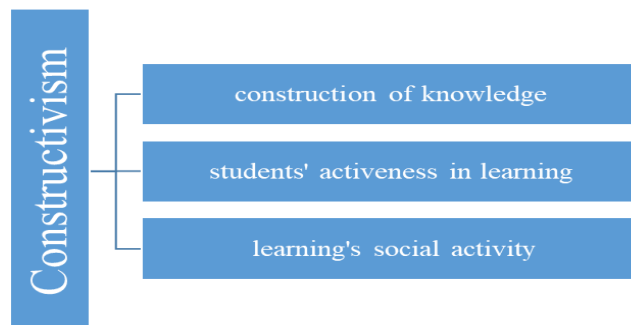 Constructivism
construction of knowledge
students' activeness in learning
learning's social activity